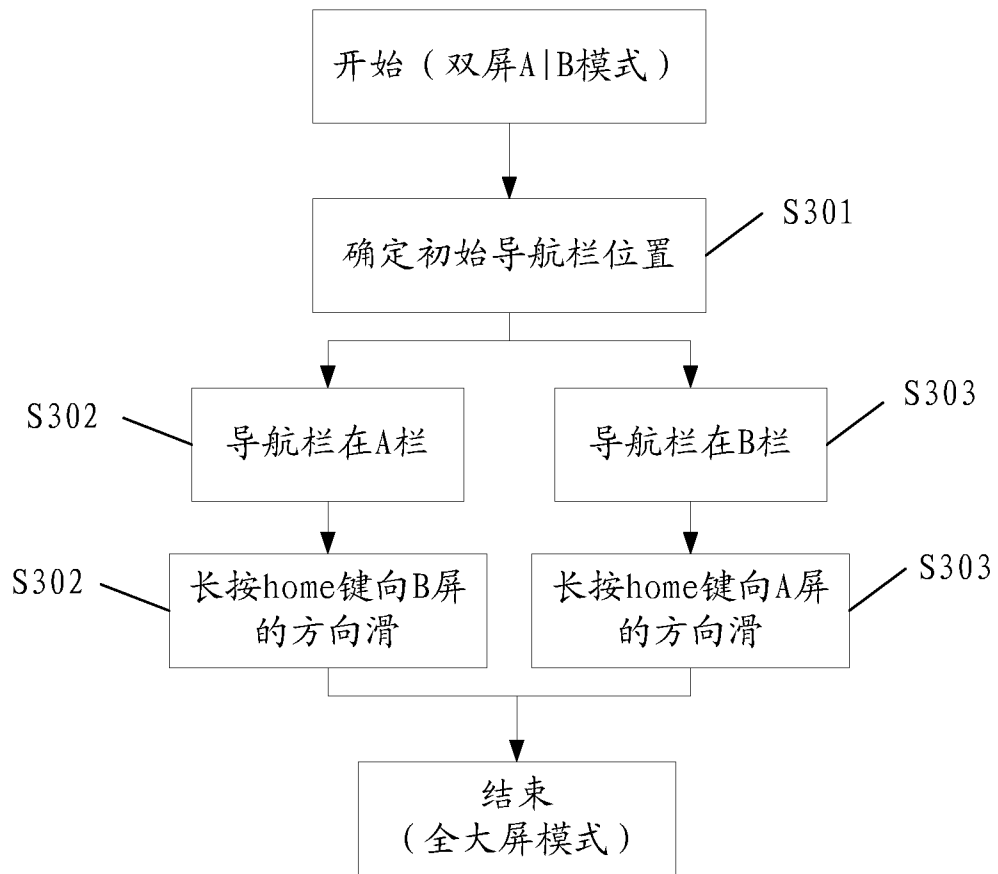 开始（双屏A|B模式）
S301
确定初始导航栏位置
S302
导航栏在A栏
S303
导航栏在B栏
S302
长按home键向B屏
的方向滑
S303
长按home键向A屏
的方向滑
结束
（全大屏模式）